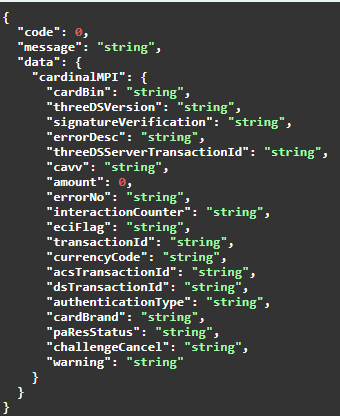 {
  "code": 0,
  "message": "string",
  "data": {
    "cardinalMPI": {
      "cardBin": "string",
      "threeDSVersion": "string",
      "signatureVerification": "string",
      "errorDesc": "string",
      "threeDSServerTransactionId": "string",
      "cavv": "string",
      "amount": 0,
      "errorNo": "string",
      "interactionCounter": "string",
      "eciFlag": "string",
      "transactionId": "string",
      "currencyCode": "string",
      "acsTransactionId": "string",
      "dsTransactionId": "string",
      "authenticationType": "string",
      "cardBrand": "string",
      "paResStatus": "string",
      "challengeCancel": "string",
      "warning": "string"
    }
  }
}